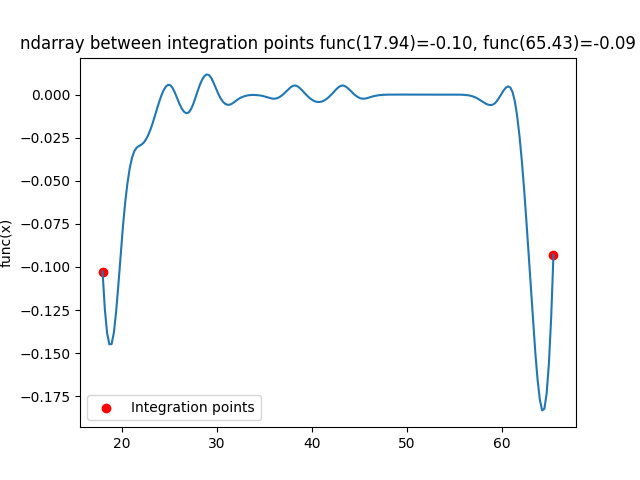 ndarray between integration points func(17.94)=-0.10, func(65.43)=-0.09
func(x)
0.000
−0.025
−0.050
−0.075
−0.100
−0.125
−0.150
−0.175
Integration points
20 30 40 50 60